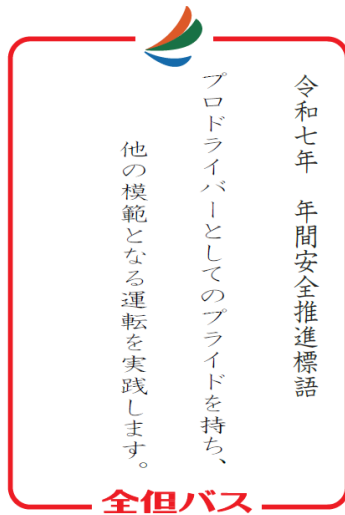 令和七年　年間安全推進標語
プロドライバーとしてのプライドを持ち、
他の模範となる運転を実践します。
全但バス